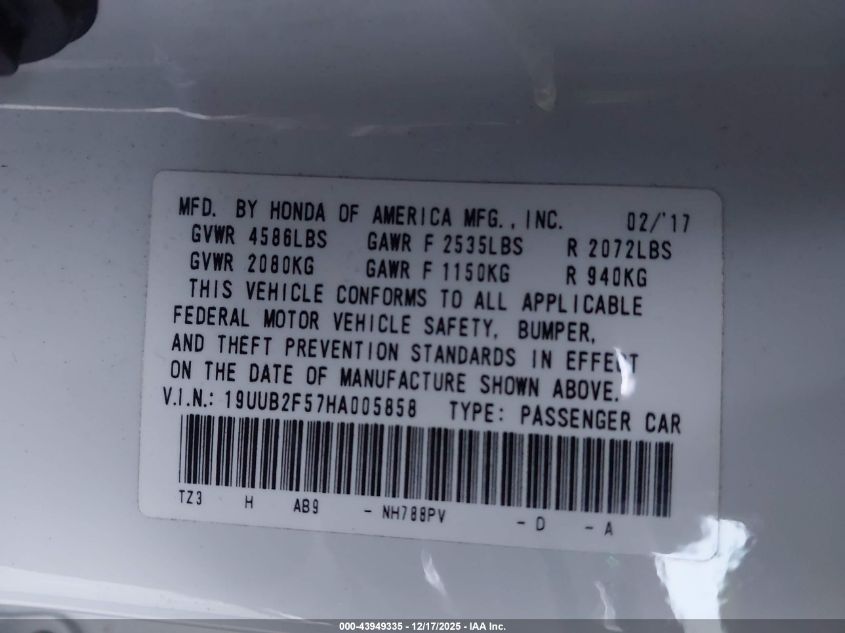 MFD. BY HONDA OF AMERICA MFG., INC. 02/'17
GVWR 4586LBS GAWR F 2535LBS R 2072LBS
GVWR 2080KG GAWR F 1150KG R 940KG
THIS VEHICLE CONFORMS TO ALL APPLICABLE
FEDERAL MOTOR VEHICLE SAFETY, BUMPER,
AND THEFT PREVENTION STANDARDS IN EFFECT
ON THE DATE OF MANUFACTURE SHOWN ABOVE.
V.I.N.: 19UUB2F57HA005858 TYPE: PASSENGER CAR
TZ3 H AB9 - NH788PV - D - A
000-43949335 - 12/17/2025 - IAA Inc.